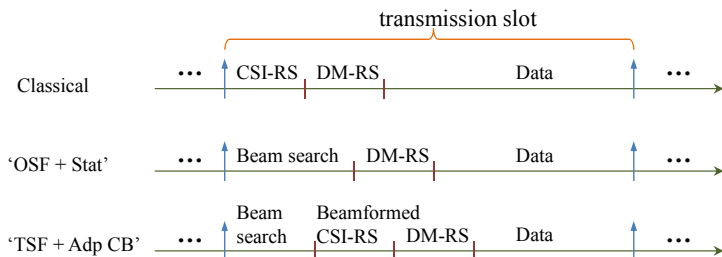 transmission slot
... CSI-RS DM-RS Data ...
Classical
... Beam search DM-RS Data ...
‘OSF + Stat’
Beam Beamformed
... search CSI-RS DM-RS Data ...
‘TSF + Adp CB’